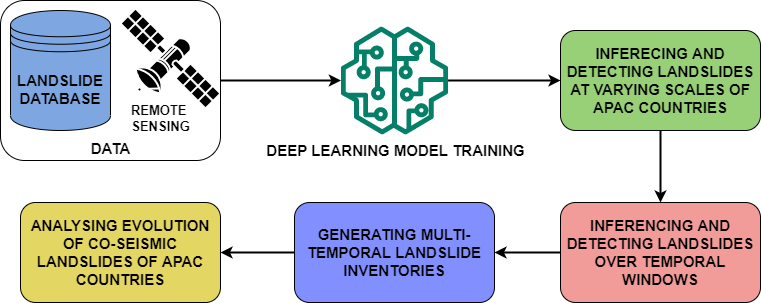 LANDSLIDE
DATABASE
REMOTE
SENSING
DATA
DEEP LEARNING MODEL TRAINING
INFERECING AND
DETECTING LANDSLIDES
AT VARYING SCALES OF
APAC COUNTRIES
INFERENCING AND
DETECTING LANDSLIDES
OVER TEMPORAL
WINDOWS
GENERATING MULTI-
TEMPORAL LANDSLIDE
INVENTORIES
ANALYSING EVOLUTION
OF CO-SEISMIC
LANDSLIDES OF APAC
COUNTRIES